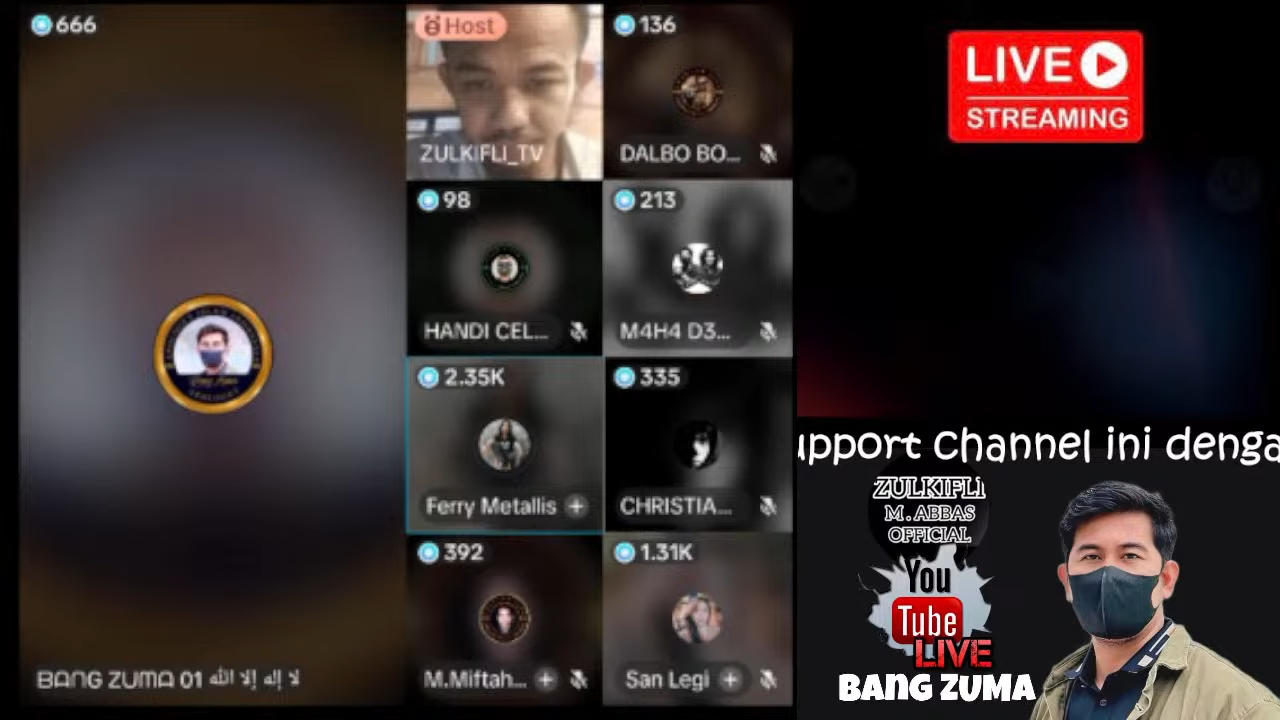 666
Host
ZULKIFLI_TV
136
DALBO BO...
98
HANDI CEL...
213
M4H4 D3...
2.35K
Ferry Metallis +
335
CHRISTIA...
392
M.Miftah... +
1.31K
San Legi +
BANG ZUMA 01 لا إله إلا الله
LIVE
STREAMING
upport channel ini denga
ZULKIFLI
M. ABBAS
OFFICIAL
You
Tube
LIVE
BANG ZUMA